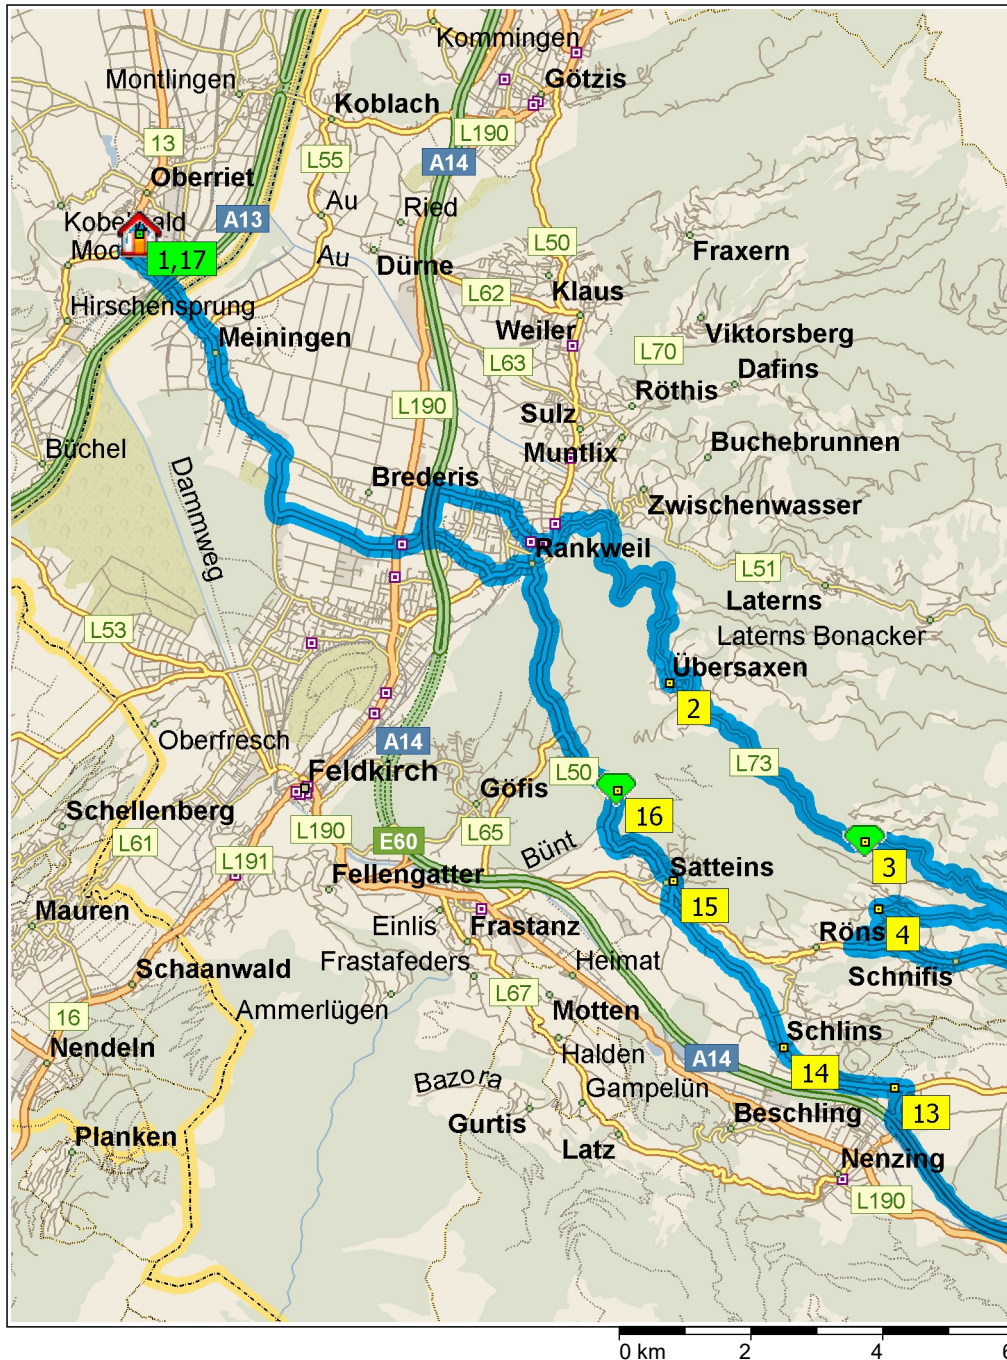 Kommingen
Montlingen
Götzis
Koblach
L190
13
L55
A14
Oberriet
Au
Ried
A13
L50
Au
Dürne
Fraxern
1,17
Hirschensprung
L62
Klaus
Meiningen
Weiler
Viktorsberg
L63
L70
Dafins
L190
Röthis
Sulz
Büchel
Muntlix
Buchebrunnen
Dammweg
Brederis
Zwischenwasser
Rankweil
L51
Laterns
L53
Laterns Bonacker
Übersaxen
2
Oberfresch
A14
L50
L73
Feldkirch
Göfis
Schellenberg
L61
L190
L65
16
E60
Bünt
3
L191
Fellengatter
Satteins
Mauren
15
Einlis
Frastanz
Röns
4
Schaanwald
Frastafeders
Heimat
Schnifis
Ammerlügen
L67
16
Motten
Schlins
Nendeln
Halden
A14
14
Bazora
Gampelün
13
Planken
Gurtis
Beschling
Latz
Nenzing
L190
0 km
2
4